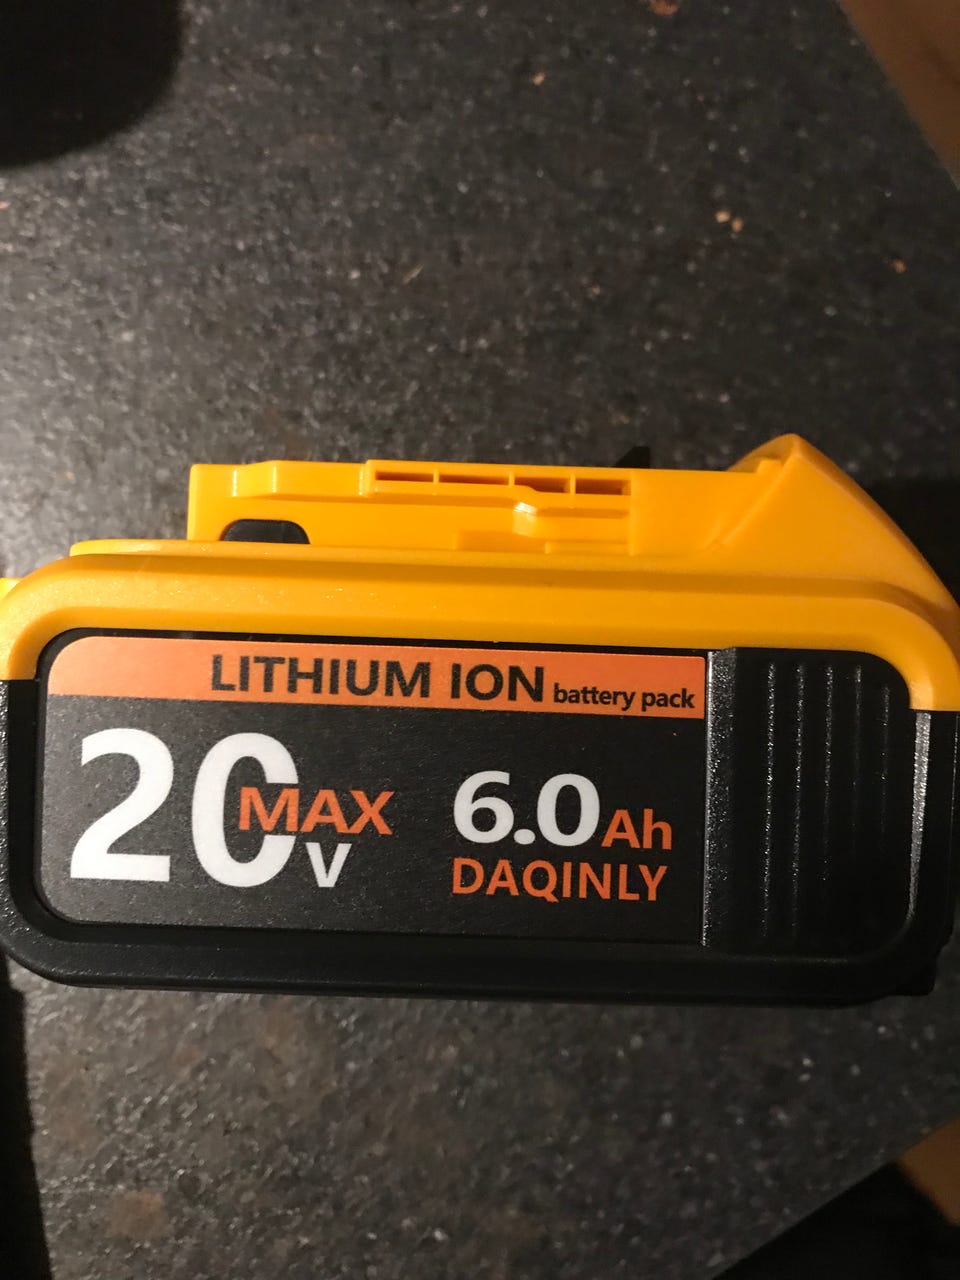 LITHIUM ION battery pack
20 MAX V
6.0 Ah
DAQINLY